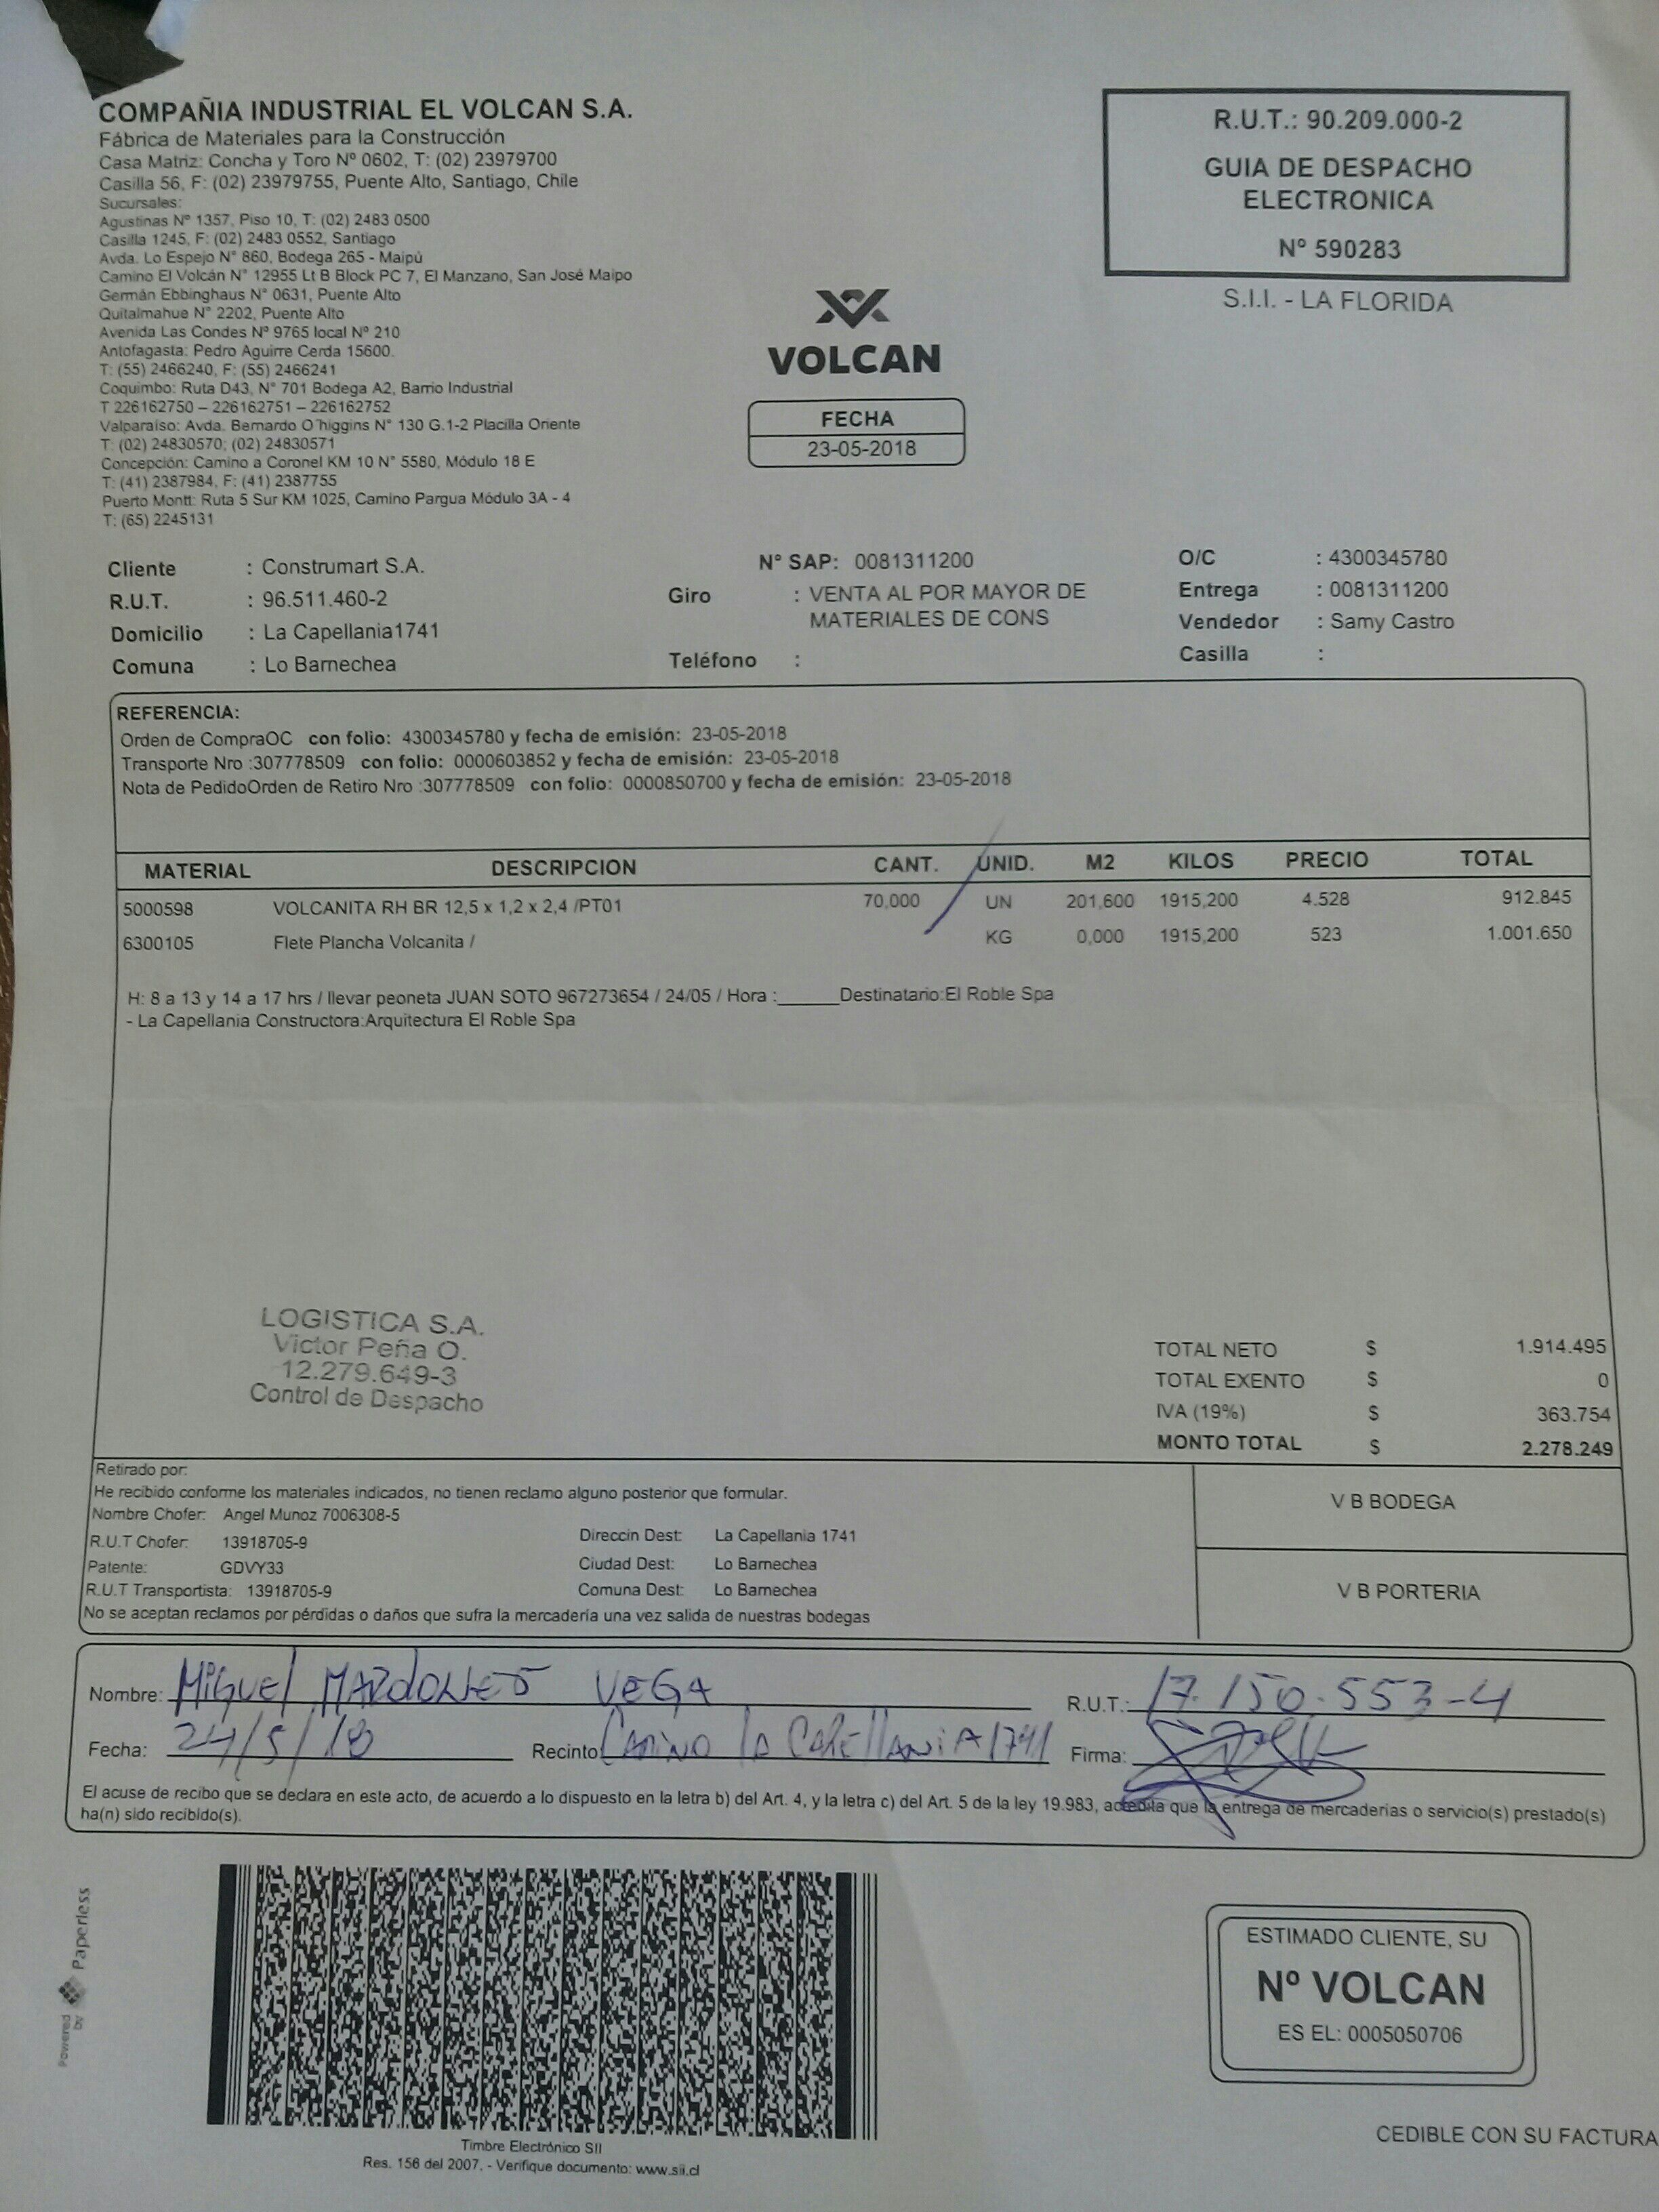 COMPAÑIA INDUSTRIAL EL VOLCAN S.A.
Fábrica de Materiales para la Construcción
Casa Matriz: Concha y Toro Nº 0602, T: (02) 23979700
Casilla 56, F: (02) 23979755, Puente Alto, Santiago, Chile
Sucursales:
Agustinas Nº 1357, Piso 10, T: (02) 2483 0500
Casilla 1245, F: (02) 2483 0552, Santiago
Avda. Lo Espejo N° 860, Bodega 265 - Maipú
Camino El Volcán N° 12955 Lt B Block PC 7, El Manzano, San José Maipo
Germán Ebbinghaus N° 0631, Puente Alto
Quitalmahue N° 2202, Puente Alto
Avenida Las Condes Nº 9765 local Nº 210
Antofagasta: Pedro Aguirre Cerda 15600.
T: (55) 2466240, F: (55) 2466241
Coquimbo: Ruta D43, N° 701 Bodega A2, Barrio Industrial
T 226162750 – 226162751 – 226162752
Valparaíso: Avda. Bernardo O´higgins N° 130 G.1-2 Placilla Oriente
T: (02) 24830570; (02) 24830571
Concepción: Camino a Coronel KM 10 N° 5580, Módulo 18 E
T: (41) 2387984, F: (41) 2387755
Puerto Montt: Ruta 5 Sur KM 1025, Camino Pargua Módulo 3A - 4
T: (65) 2245131
VOLCAN
FECHA
23-05-2018
R.U.T.: 90.209.000-2
GUIA DE DESPACHO
ELECTRONICA
Nº 590283
S.I.I. - LA FLORIDA
Cliente : Construmart S.A.
R.U.T. : 96.511.460-2
Domicilio : La Capellania1741
Comuna : Lo Barnechea
N° SAP: 0081311200
Giro : VENTA AL POR MAYOR DE
MATERIALES DE CONS
Teléfono :
O/C : 4300345780
Entrega : 0081311200
Vendedor : Samy Castro
Casilla :
REFERENCIA:
Orden de CompraOC con folio: 4300345780 y fecha de emisión: 23-05-2018
Transporte Nro :307778509 con folio: 0000603852 y fecha de emisión: 23-05-2018
Nota de PedidoOrden de Retiro Nro :307778509 con folio: 0000850700 y fecha de emisión: 23-05-2018
MATERIAL DESCRIPCION CANT. UNID. M2 KILOS PRECIO TOTAL
5000598 VOLCANITA RH BR 12,5 x 1,2 x 2,4 /PT01 70,000 UN 201,600 1915,200 4.528 912.845
6300105 Flete Plancha Volcanita / KG 0,000 1915,200 523 1.001.650
H: 8 a 13 y 14 a 17 hrs / llevar peoneta JUAN SOTO 967273654 / 24/05 / Hora :______Destinatario:El Roble Spa
- La Capellania Constructora:Arquitectura El Roble Spa
LOGISTICA S.A.
Victor Peña O.
12.279.649-3
Control de Despacho
TOTAL NETO $ 1.914.495
TOTAL EXENTO $ 0
IVA (19%) $ 363.754
MONTO TOTAL $ 2.278.249
Retirado por:
He recibido conforme los materiales indicados, no tienen reclamo alguno posterior que formular.
Nombre Chofer: Angel Munoz 7006308-5
R.U.T Chofer: 13918705-9
Patente: GDVY33
R.U.T Transportista: 13918705-9
Direccin Dest: La Capellania 1741
Ciudad Dest: Lo Barnechea
Comuna Dest: Lo Barnechea
No se aceptan reclamos por pérdidas o daños que sufra la mercadería una vez salida de nuestras bodegas
V B BODEGA
V B PORTERIA
Nombre: Miguel Mardones Vega R.U.T.: 17.150.553-4
Fecha: 24/5/18 Recinto Camino la Capellania 1741 Firma:
El acuse de recibo que se declara en este acto, de acuerdo a lo dispuesto en la letra b) del Art. 4, y la letra c) del Art. 5 de la ley 19.983, acredita que la entrega de mercaderias o servicio(s) prestado(s)
ha(n) sido recibido(s).
Powered by Paperless
Timbre Electrónico SII
Res. 156 del 2007. - Verifique documento: www.sii.cl
ESTIMADO CLIENTE, SU
Nº VOLCAN
ES EL: 0005050706
CEDIBLE CON SU FACTURA